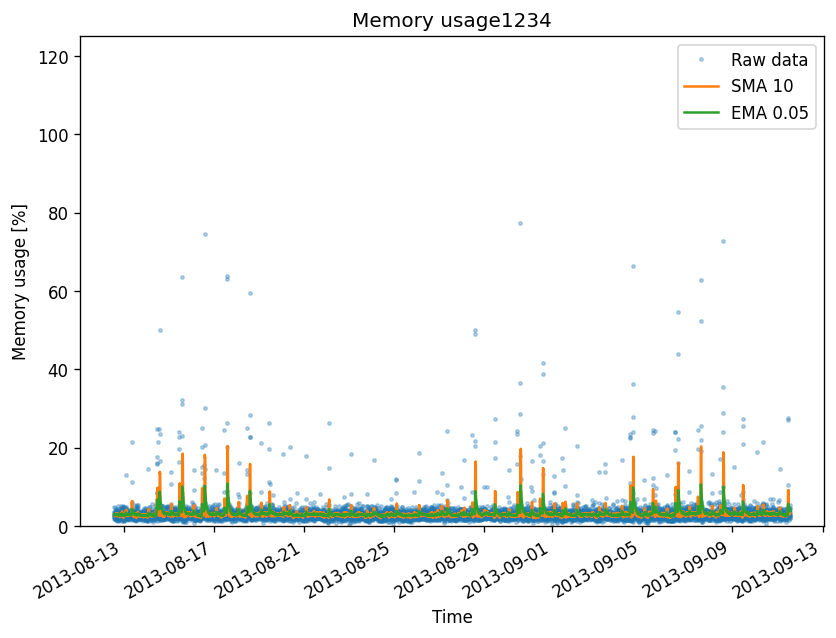 Memory usage1234
Raw data
SMA 10
EMA 0.05
120
100
80
60
40
20
0
Memory usage [%]
2013-08-13
2013-08-17
2013-08-21
2013-08-25
2013-08-29
2013-09-01
2013-09-05
2013-09-09
2013-09-13
Time